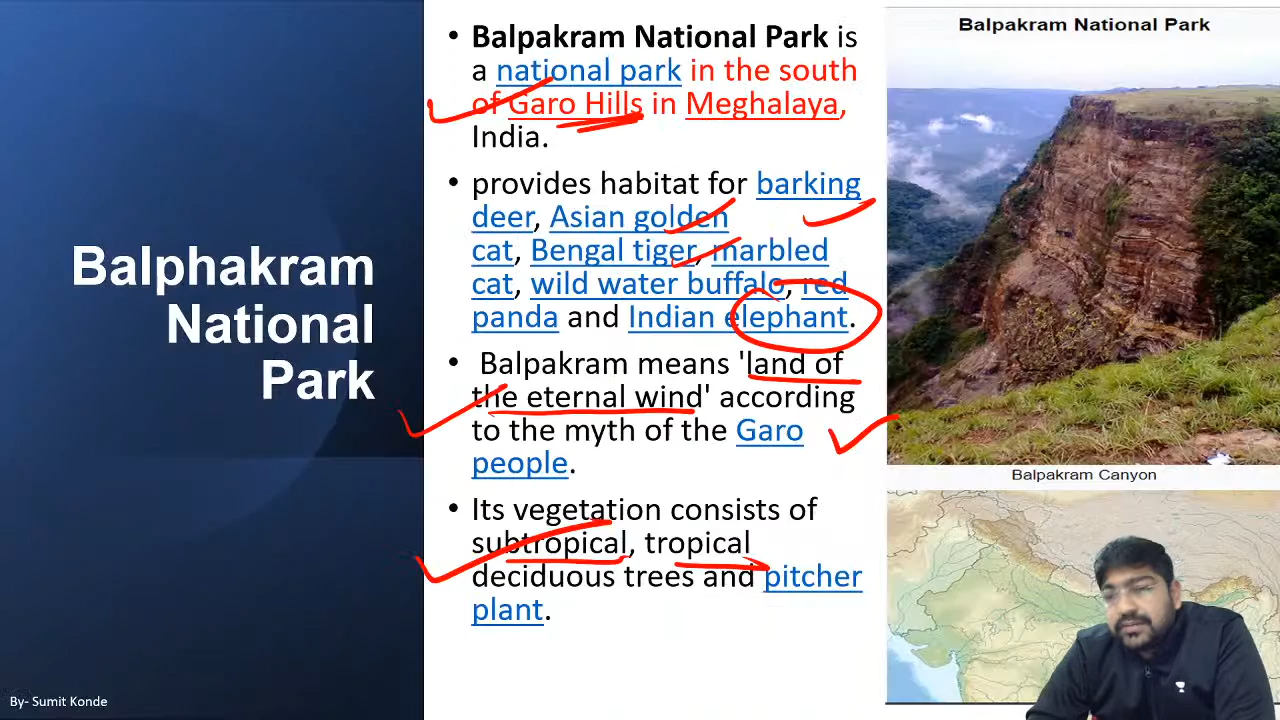 Balphakram
National
Park
By- Sumit Konde
• Balpakram National Park is
a national park in the south
of Garo Hills in Meghalaya,
India.
• provides habitat for barking
deer, Asian golden
cat, Bengal tiger, marbled
cat, wild water buffalo, red
panda and Indian elephant.
• Balpakram means 'land of
the eternal wind' according
to the myth of the Garo
people.
• Its vegetation consists of
subtropical, tropical
deciduous trees and pitcher
plant.
Balpakram National Park
Balpakram Canyon